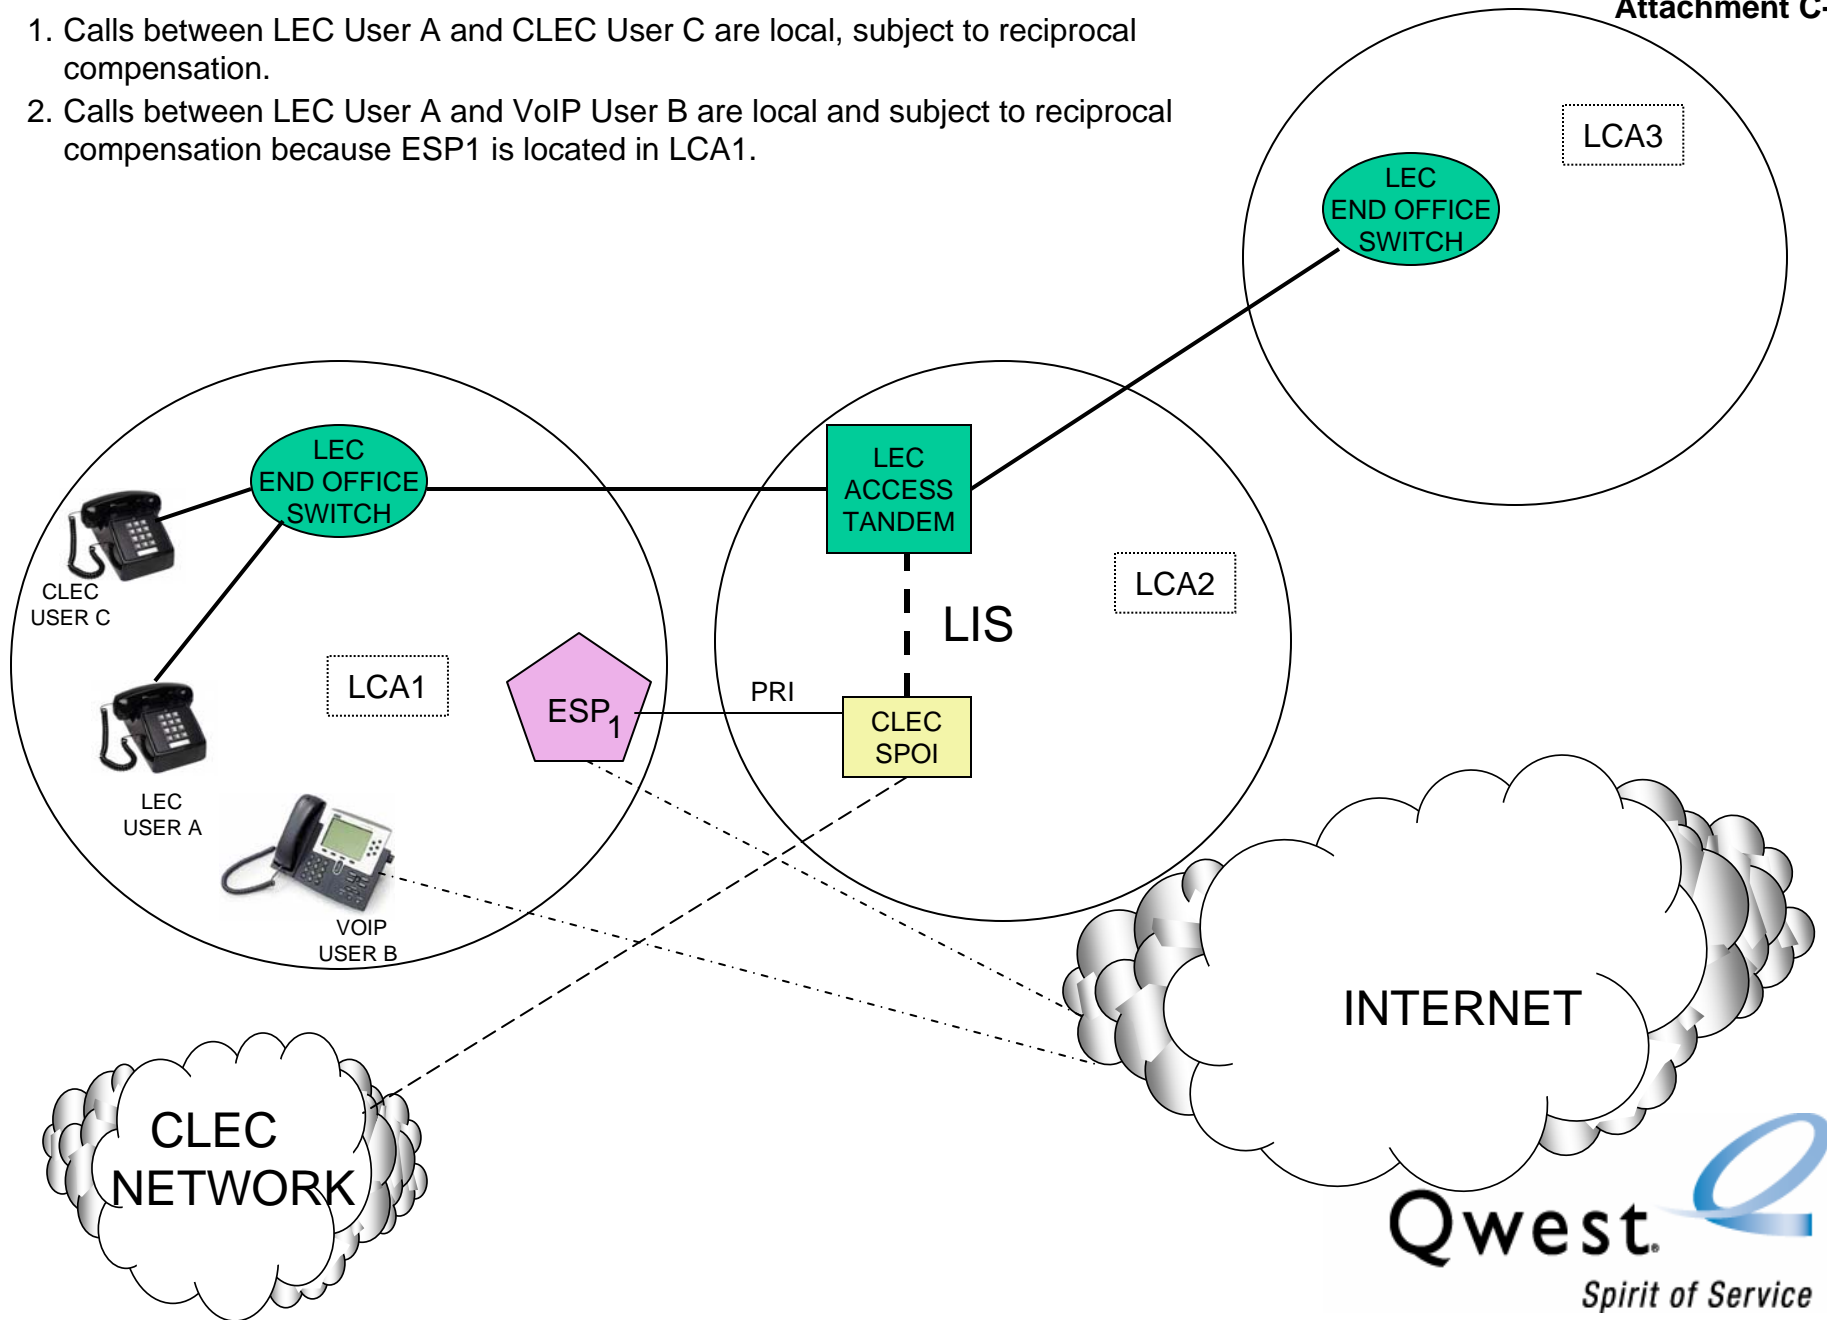 Attachment C-
1. Calls between LEC User A and CLEC User C are local, subject to reciprocal
compensation.
2. Calls between LEC User A and VoIP User B are local and subject to reciprocal
compensation because ESP1 is located in LCA1.
LCA3
LEC
END OFFICE
SWITCH
LEC
END OFFICE
SWITCH
LEC
ACCESS
TANDEM
CLEC
USER C
LCA2
LIS
LCA1
ESP1
PRI
CLEC
SPOI
LEC
USER A
VOIP
USER B
INTERNET
CLEC
NETWORK
Qwest.
Spirit of Service